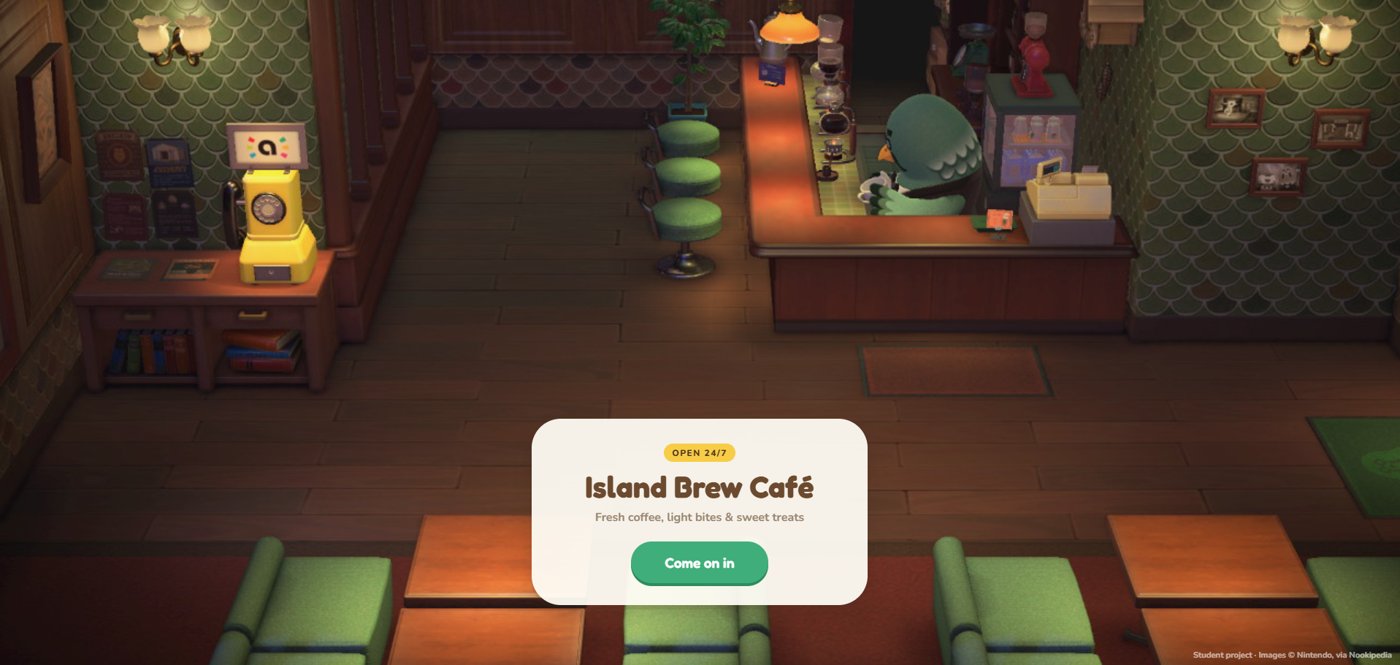 a
OPEN 24/7
Island Brew Café
Fresh coffee, light bites & sweet treats
Come on in
Student project · Images © Nintendo, via Nookipedia